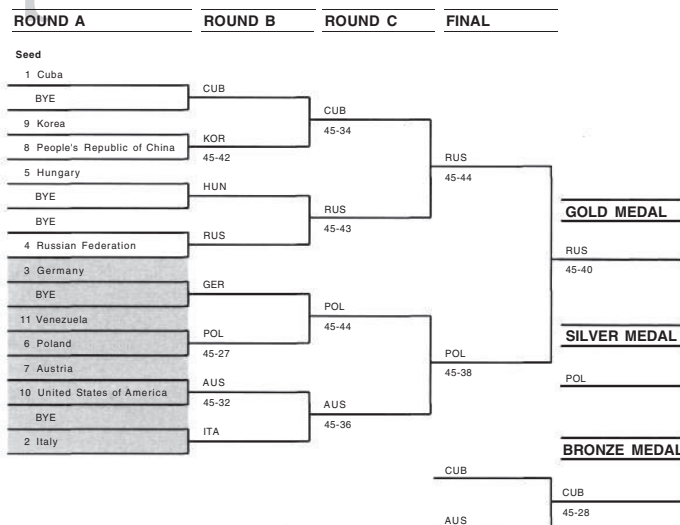 ROUND A ROUND B ROUND C FINAL
Seed
1 Cuba
BYE
9 Korea
8 People's Republic of China
5 Hungary
BYE
BYE
4 Russian Federation
3 Germany
BYE
11 Venezuela
6 Poland
7 Austria
10 United States of America
BYE
2 Italy
CUB
KOR
45-42
HUN
RUS
GER
POL
45-27
AUS
45-32
ITA
CUB
45-34
RUS
45-43
POL
45-44
AUS
45-36
RUS
45-44
POL
45-38
GOLD MEDAL
RUS
45-40
SILVER MEDAL
POL
BRONZE MEDAL
CUB
AUS
CUB
45-28